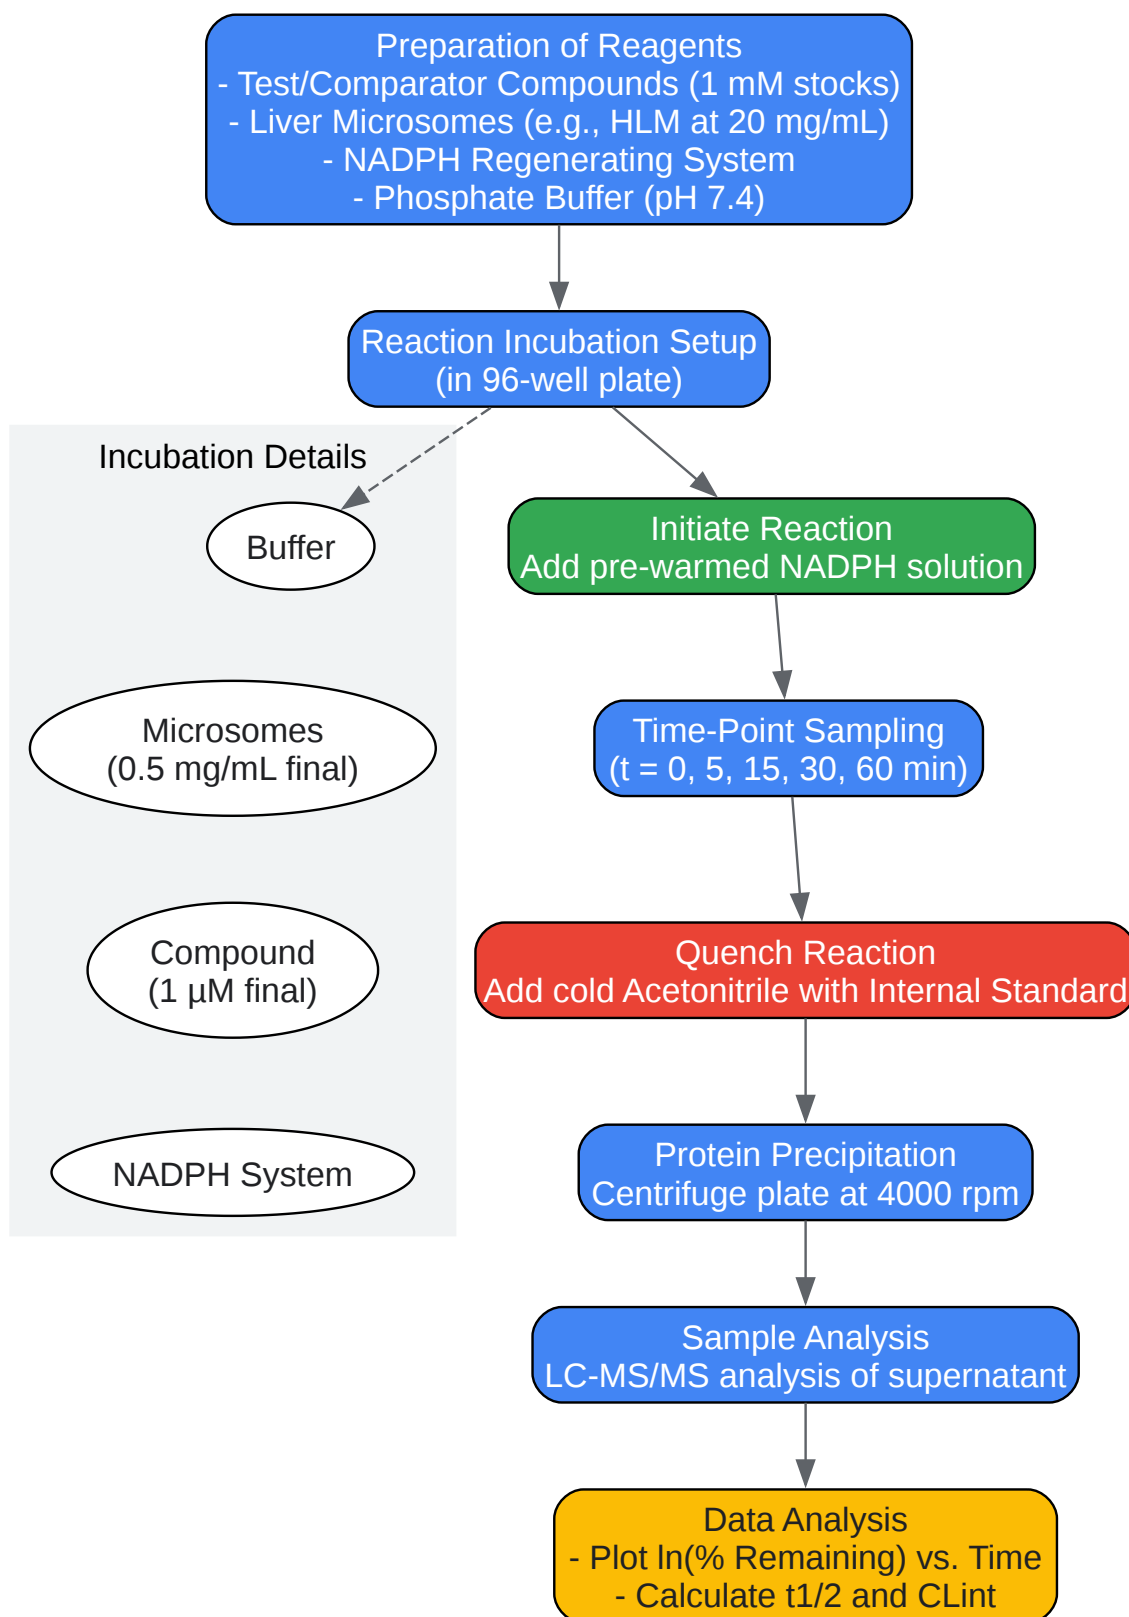 Preparation of Reagents
- Test/Comparator Compounds (1 mM stocks)
- Liver Microsomes (e.g., HLM at 20 mg/mL)
- NADPH Regenerating System
- Phosphate Buffer (pH 7.4)
Reaction Incubation Setup
(in 96-well plate)
Incubation Details
Buffer
Microsomes
(0.5 mg/mL final)
Compound
(1 µM final)
NADPH System
Initiate Reaction
Add pre-warmed NADPH solution
Time-Point Sampling
(t = 0, 5, 15, 30, 60 min)
Quench Reaction
Add cold Acetonitrile with Internal Standard
Protein Precipitation
Centrifuge plate at 4000 rpm
Sample Analysis
LC-MS/MS analysis of supernatant
Data Analysis
- Plot ln(% Remaining) vs. Time
- Calculate t1/2 and CLint